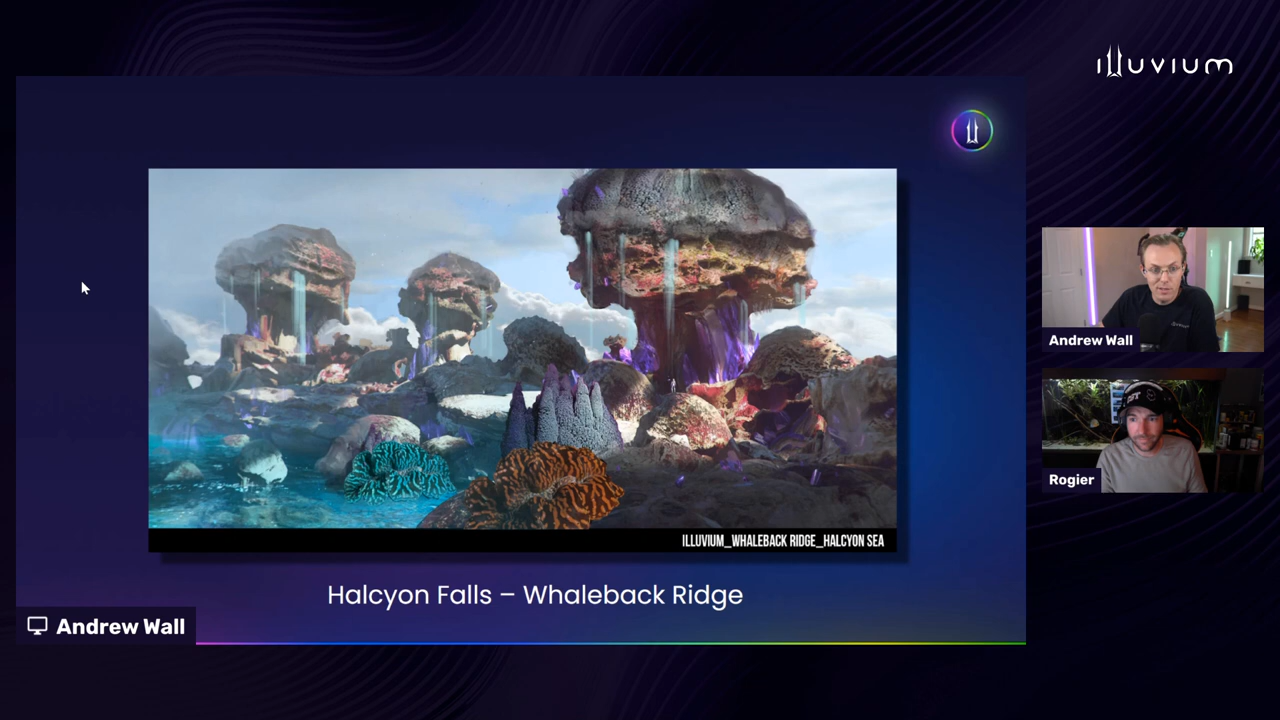 illuvium
ILLUVIUM_WHALEBACK RIDGE_HALCYON SEA
Halcyon Falls – Whaleback Ridge
Andrew Wall
Andrew Wall
Rogier